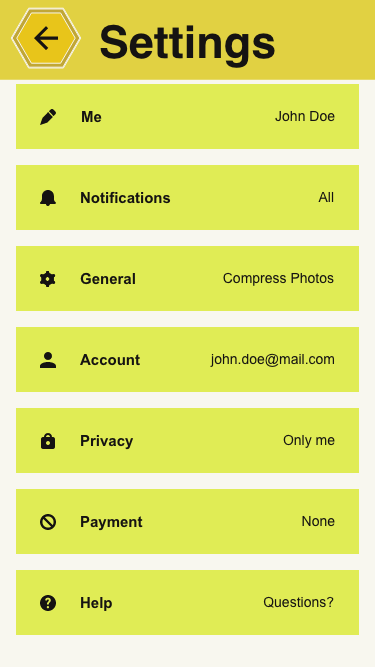 Settings
Me John Doe
Notifications All
General Compress Photos
Account john.doe@mail.com
Privacy Only me
Payment None
Help Questions?